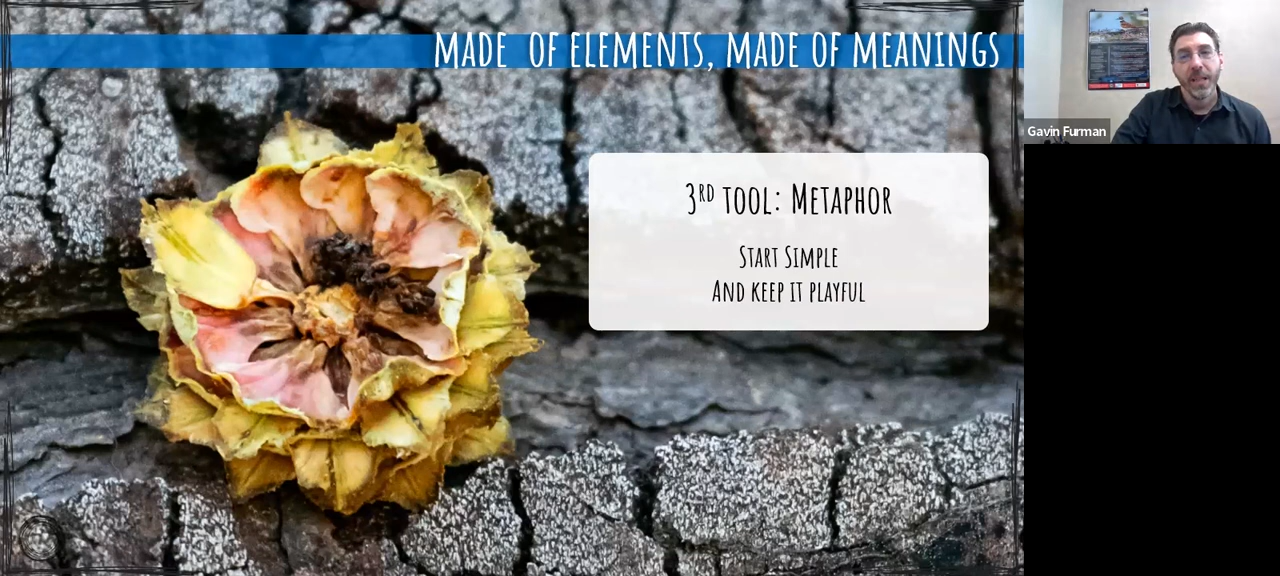 MADE OF ELEMENTS, MADE OF MEANINGS
3RD TOOL: METAPHOR
START SIMPLE
AND KEEP IT PLAYFUL
Gavin Furman